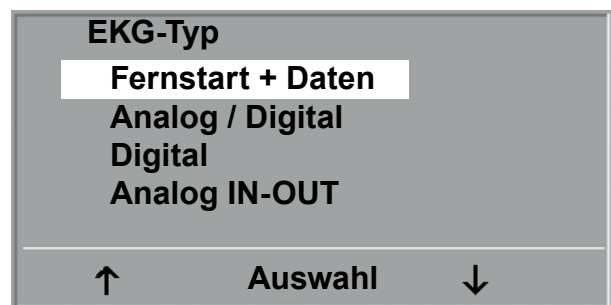 EKG-Typ
Fernstart + Daten
Analog / Digital
Digital
Analog IN-OUT
↑ Auswahl ↓